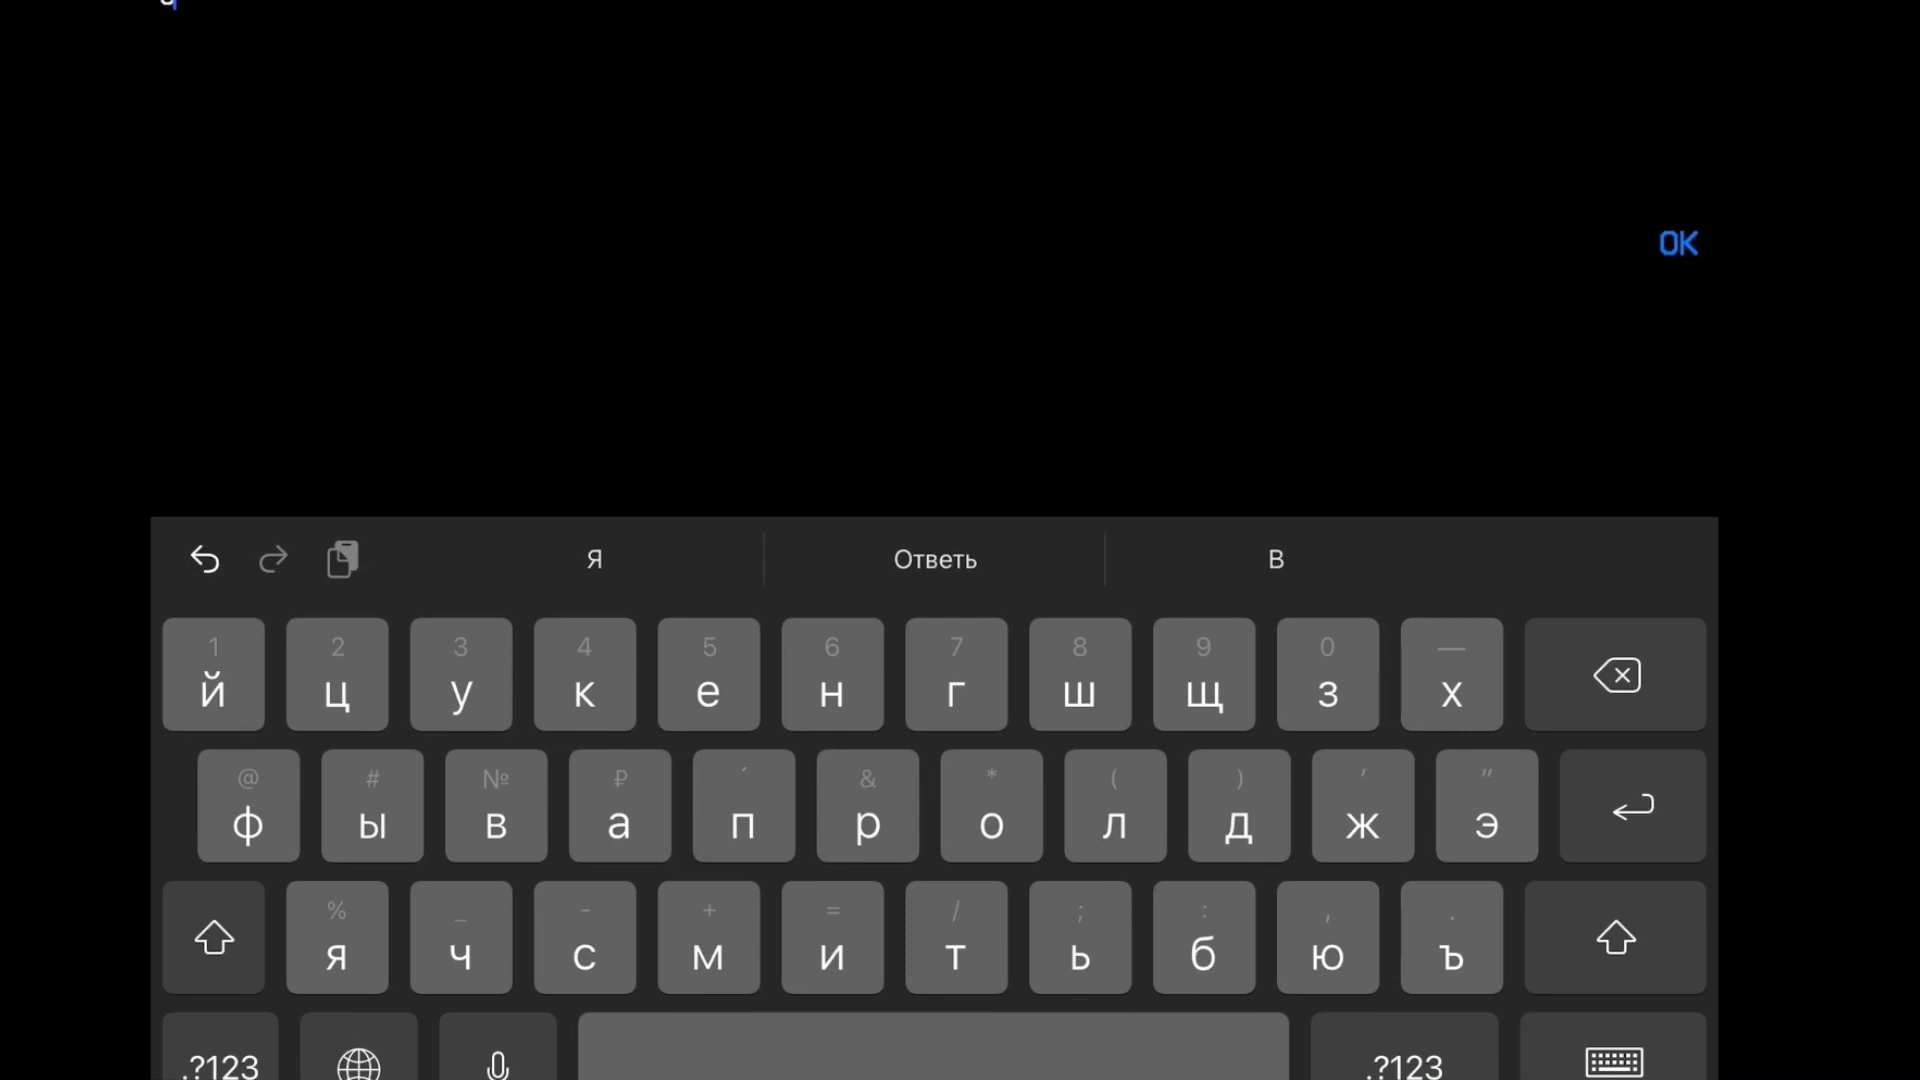 OK
Я Ответь В
1 2 3 4 5 6 7 8 9 0 —
й ц у к е н г ш щ з х
@ # № ₽ ′ & * ( ) ′ ″
ф ы в а п р о л д ж э
% _ - + = / ; : , .
я ч с м и т ь б ю ъ
.?123 .?123